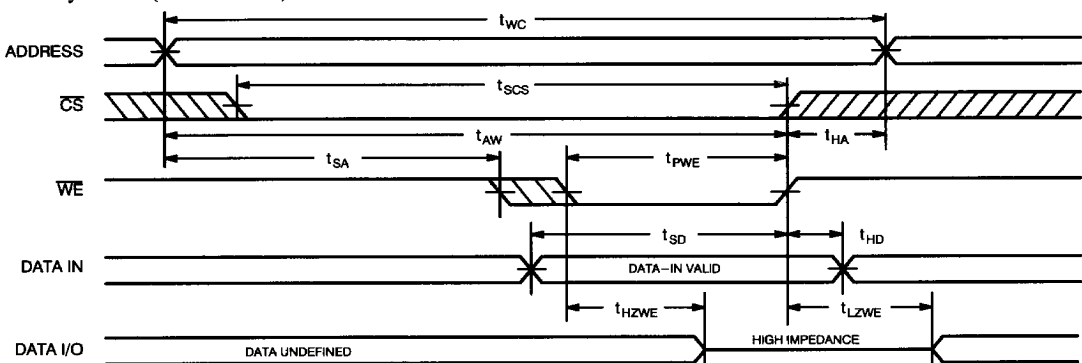 tWC
ADDRESS
tSCS
CS
tAW
tHA
tSA
tPWE
WE
tSD
tHD
DATA IN
DATA–IN VALID
tHZWE
tLZWE
HIGH IMPEDANCE
DATA I/O
DATA UNDEFINED